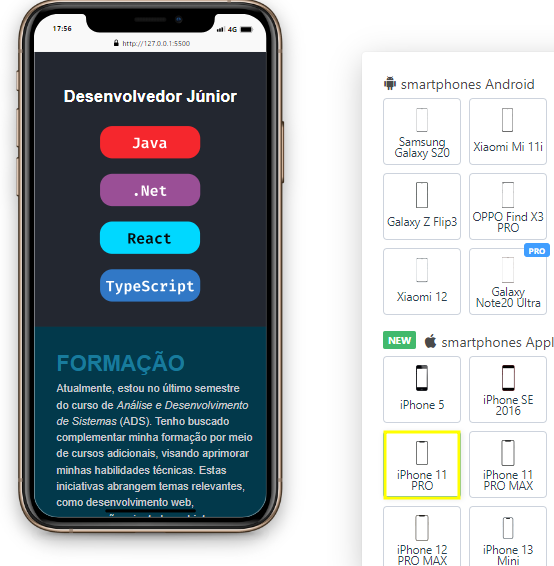 17:56
4G
http://127.0.0.1:5500
Desenvolvedor Júnior
Java
.Net
React
TypeScript
FORMAÇÃO
Atualmente, estou no último semestre
do curso de Análise e Desenvolvimento
de Sistemas (ADS). Tenho buscado
complementar minha formação por meio
de cursos adicionais, visando aprimorar
minhas habilidades técnicas. Estas
iniciativas abrangem temas relevantes,
como desenvolvimento web,
smartphones Android
Samsung
Galaxy S20
Xiaomi Mi 11i
Galaxy Z Flip3
OPPO Find X3
PRO
PRO
Xiaomi 12
Galaxy
Note20 Ultra
NEW
smartphones Appl
iPhone 5
iPhone SE
2016
iPhone 11
PRO
iPhone 11
PRO MAX
iPhone 12
PRO MAX
iPhone 13
Mini